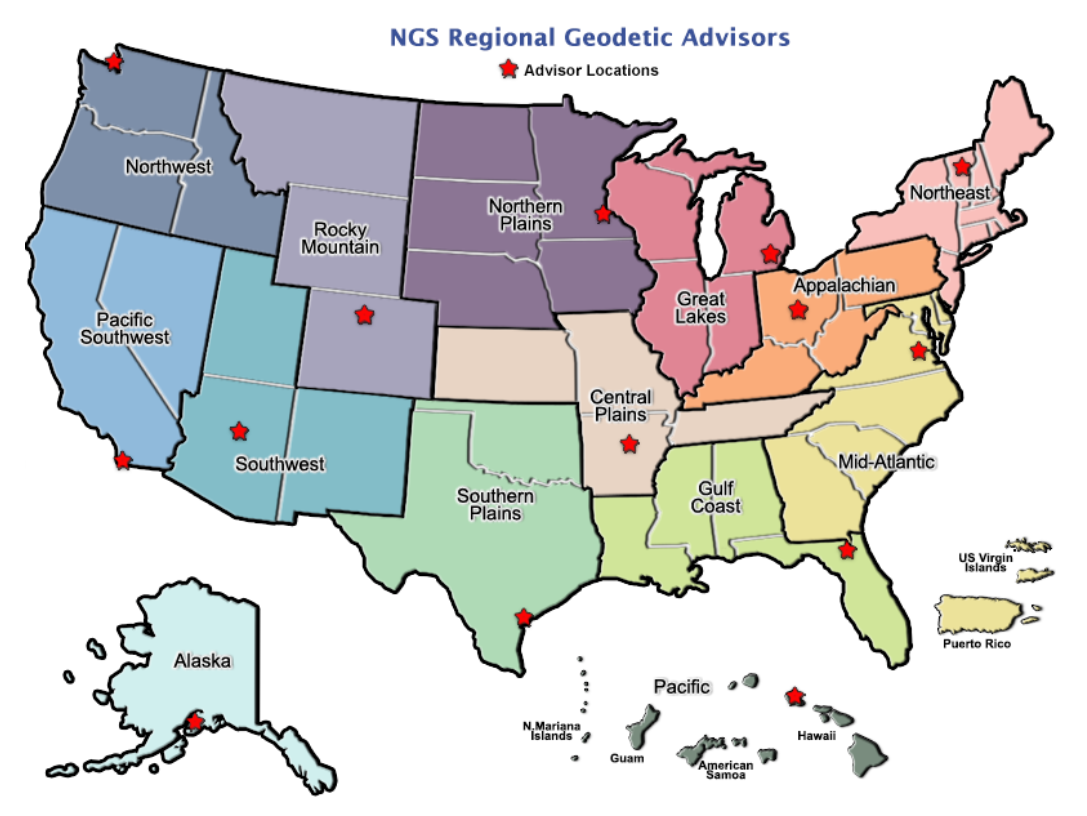 NGS Regional Geodetic Advisors
Advisor Locations
Northwest
Rocky
Mountain
Northern
Plains
Northeast
Great
Lakes
Appalachian
Pacific
Southwest
Central
Plains
Southwest
Southern
Plains
Gulf
Coast
Mid-Atlantic
US Virgin
Islands
Puerto Rico
Alaska
Pacific
N.Mariana
Islands
Guam
American
Samoa
Hawaii